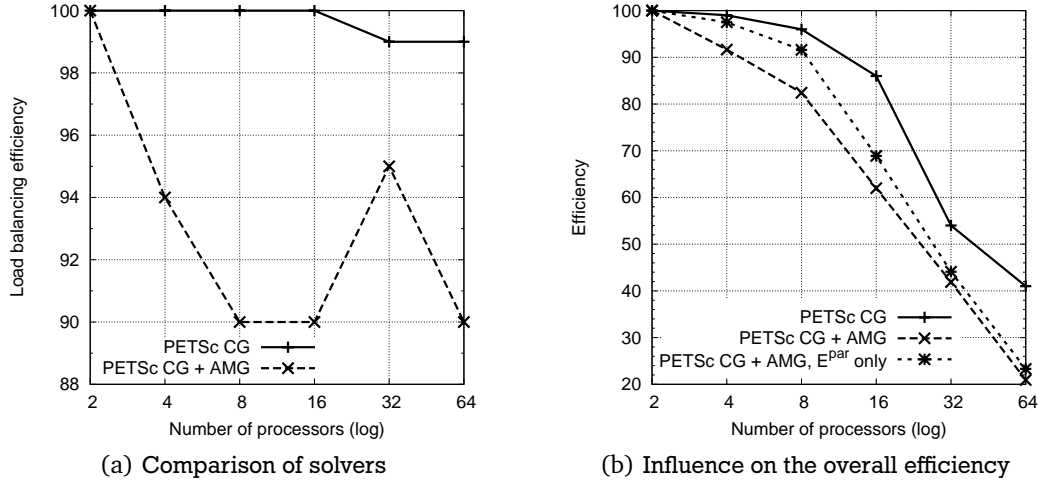 100
98
96
94
92
90
88
Load balancing efficiency
PETSc CG
PETSc CG + AMG
2 4 8 16 32 64
Number of processors (log)
(a) Comparison of solvers
100
90
80
70
60
50
40
30
20
Efficiency
PETSc CG
PETSc CG + AMG
PETSc CG + AMG, E^par only
2 4 8 16 32 64
Number of processors (log)
(b) Influence on the overall efficiency